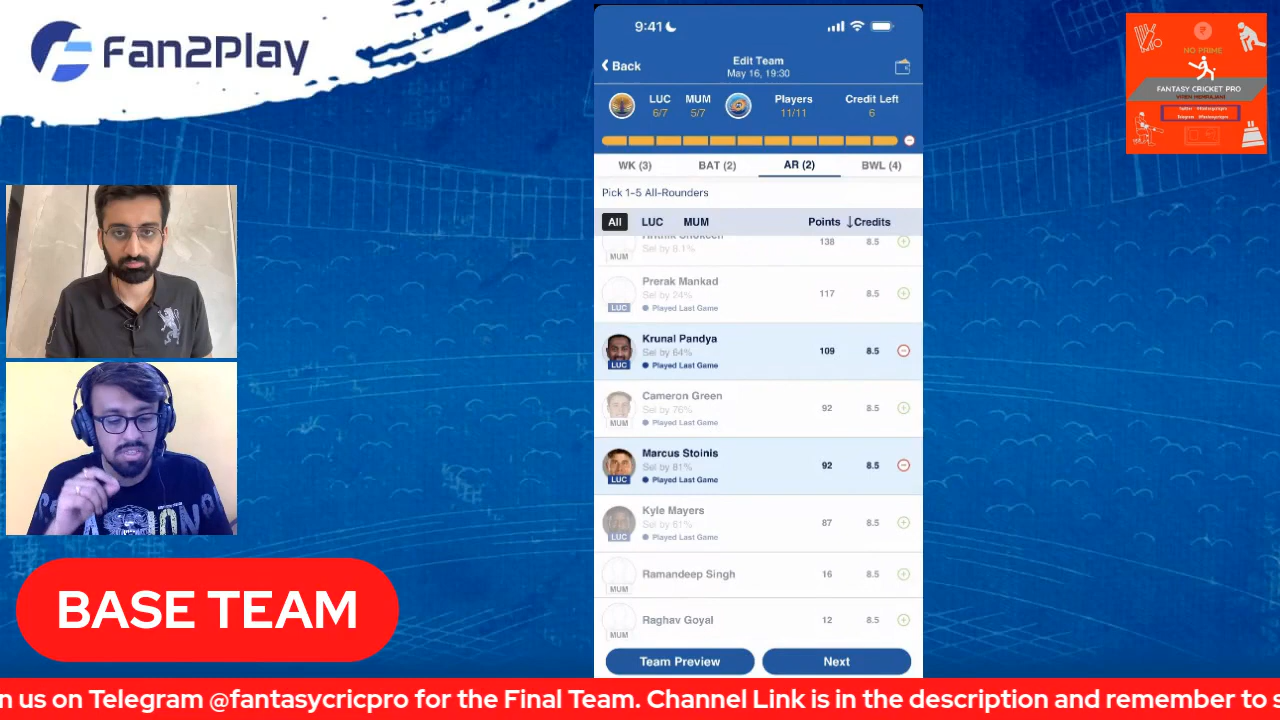 Fan2Play
9:41
Back
Edit Team
May 16, 19:30
LUC
6/7
MUM
5/7
Players
11/11
Credit Left
6
WK (3)
BAT (2)
AR (2)
BWL (4)
Pick 1-5 All-Rounders
All
LUC
MUM
Points
↓Credits
Sel by 8.1%
138
8.5
MUM
Prerak Mankad
Sel by 24%
Played Last Game
117
8.5
LUC
Krunal Pandya
Sel by 64%
Played Last Game
109
8.5
LUC
Cameron Green
Sel by 76%
Played Last Game
92
8.5
MUM
Marcus Stoinis
Sel by 81%
Played Last Game
92
8.5
LUC
Kyle Mayers
Sel by 61%
Played Last Game
87
8.5
LUC
Ramandeep Singh
16
8.5
MUM
Raghav Goyal
12
8.5
MUM
Team Preview
Next
NO PRIME
FANTASY CRICKET PRO
BASE TEAM
n us on Telegram @fantasycricpro for the Final Team. Channel Link is in the description and remember to s